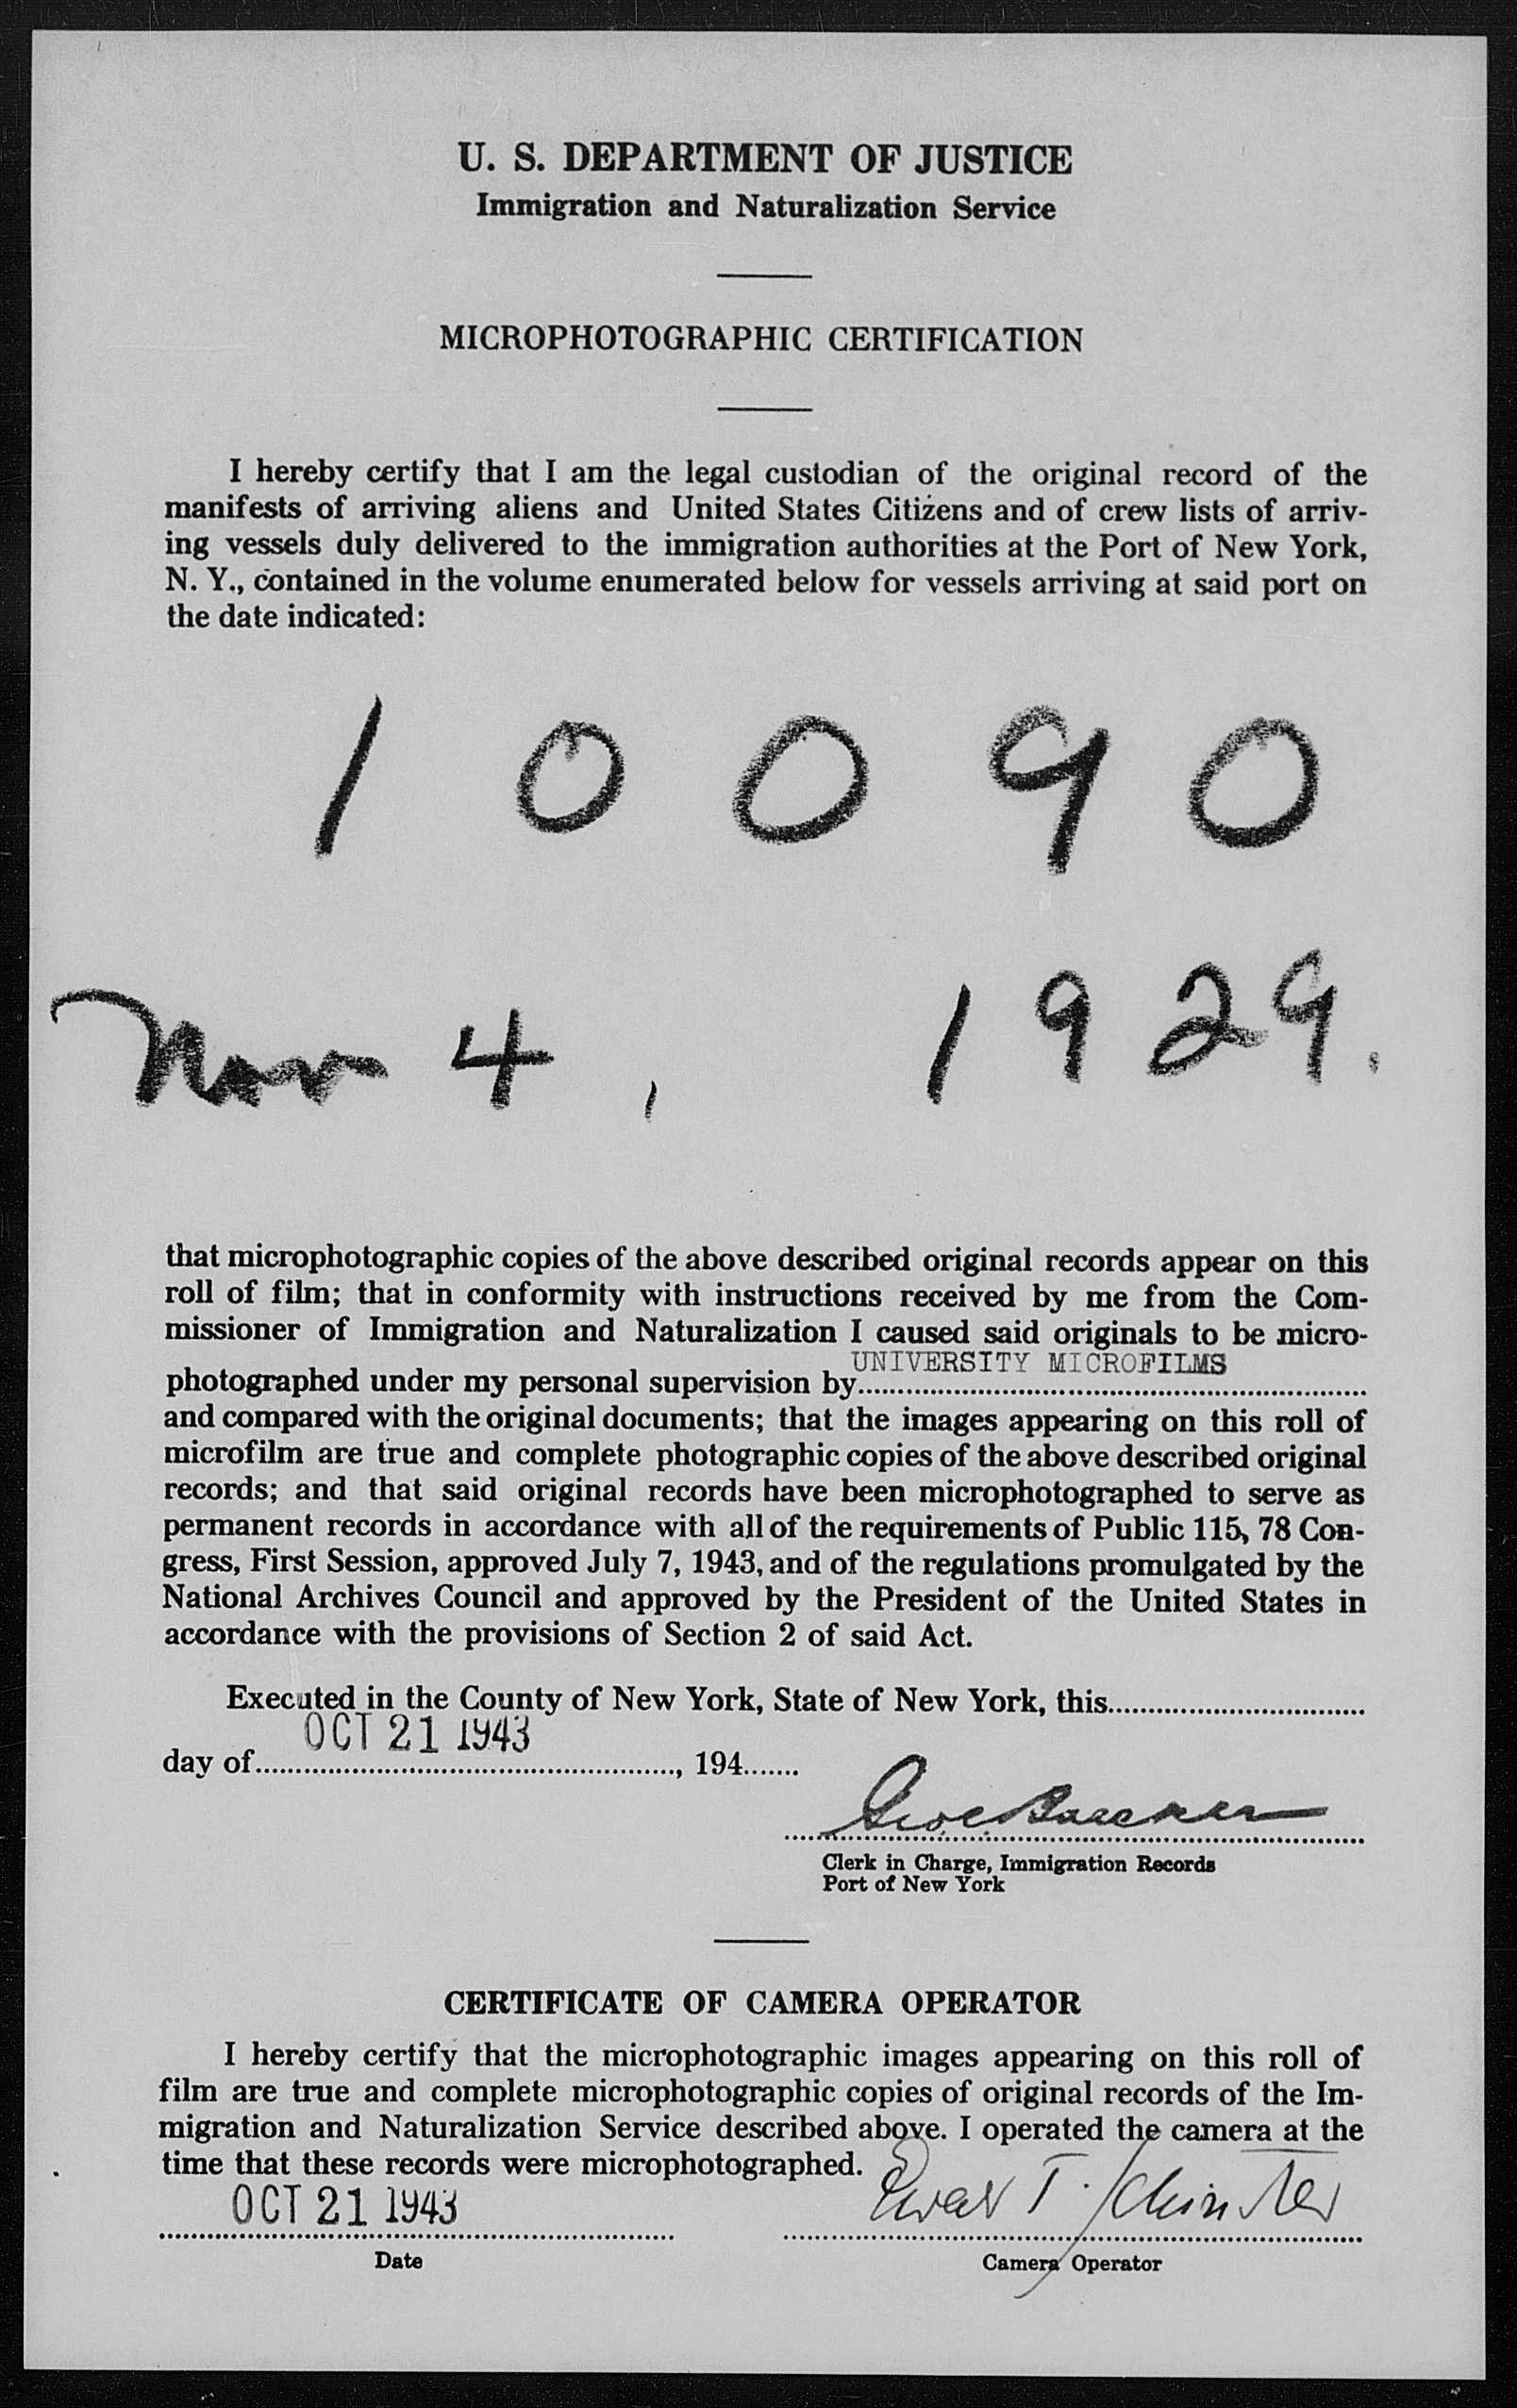 U. S. DEPARTMENT OF JUSTICE
Immigration and Naturalization Service
MICROPHOTOGRAPHIC CERTIFICATION
I hereby certify that I am the legal custodian of the original record of the
manifests of arriving aliens and United States Citizens and of crew lists of arriv-
ing vessels duly delivered to the immigration authorities at the Port of New York,
N. Y., contained in the volume enumerated below for vessels arriving at said port on
the date indicated:
10090
Nov 4, 1929.
that microphotographic copies of the above described original records appear on this
roll of film; that in conformity with instructions received by me from the Com-
missioner of Immigration and Naturalization I caused said originals to be micro-
UNIVERSITY MICROFILMS
photographed under my personal supervision by
and compared with the original documents; that the images appearing on this roll of
microfilm are true and complete photographic copies of the above described original
records; and that said original records have been microphotographed to serve as
permanent records in accordance with all of the requirements of Public 115, 78 Con-
gress, First Session, approved July 7, 1943, and of the regulations promulgated by the
National Archives Council and approved by the President of the United States in
accordance with the provisions of Section 2 of said Act.
Executed in the County of New York, State of New York, this
OCT 21 1943
day of , 194
Clerk in Charge, Immigration Records
Port of New York
CERTIFICATE OF CAMERA OPERATOR
I hereby certify that the microphotographic images appearing on this roll of
film are true and complete microphotographic copies of original records of the Im-
migration and Naturalization Service described above. I operated the camera at the
time that these records were microphotographed.
OCT 21 1943
Date
Camera Operator